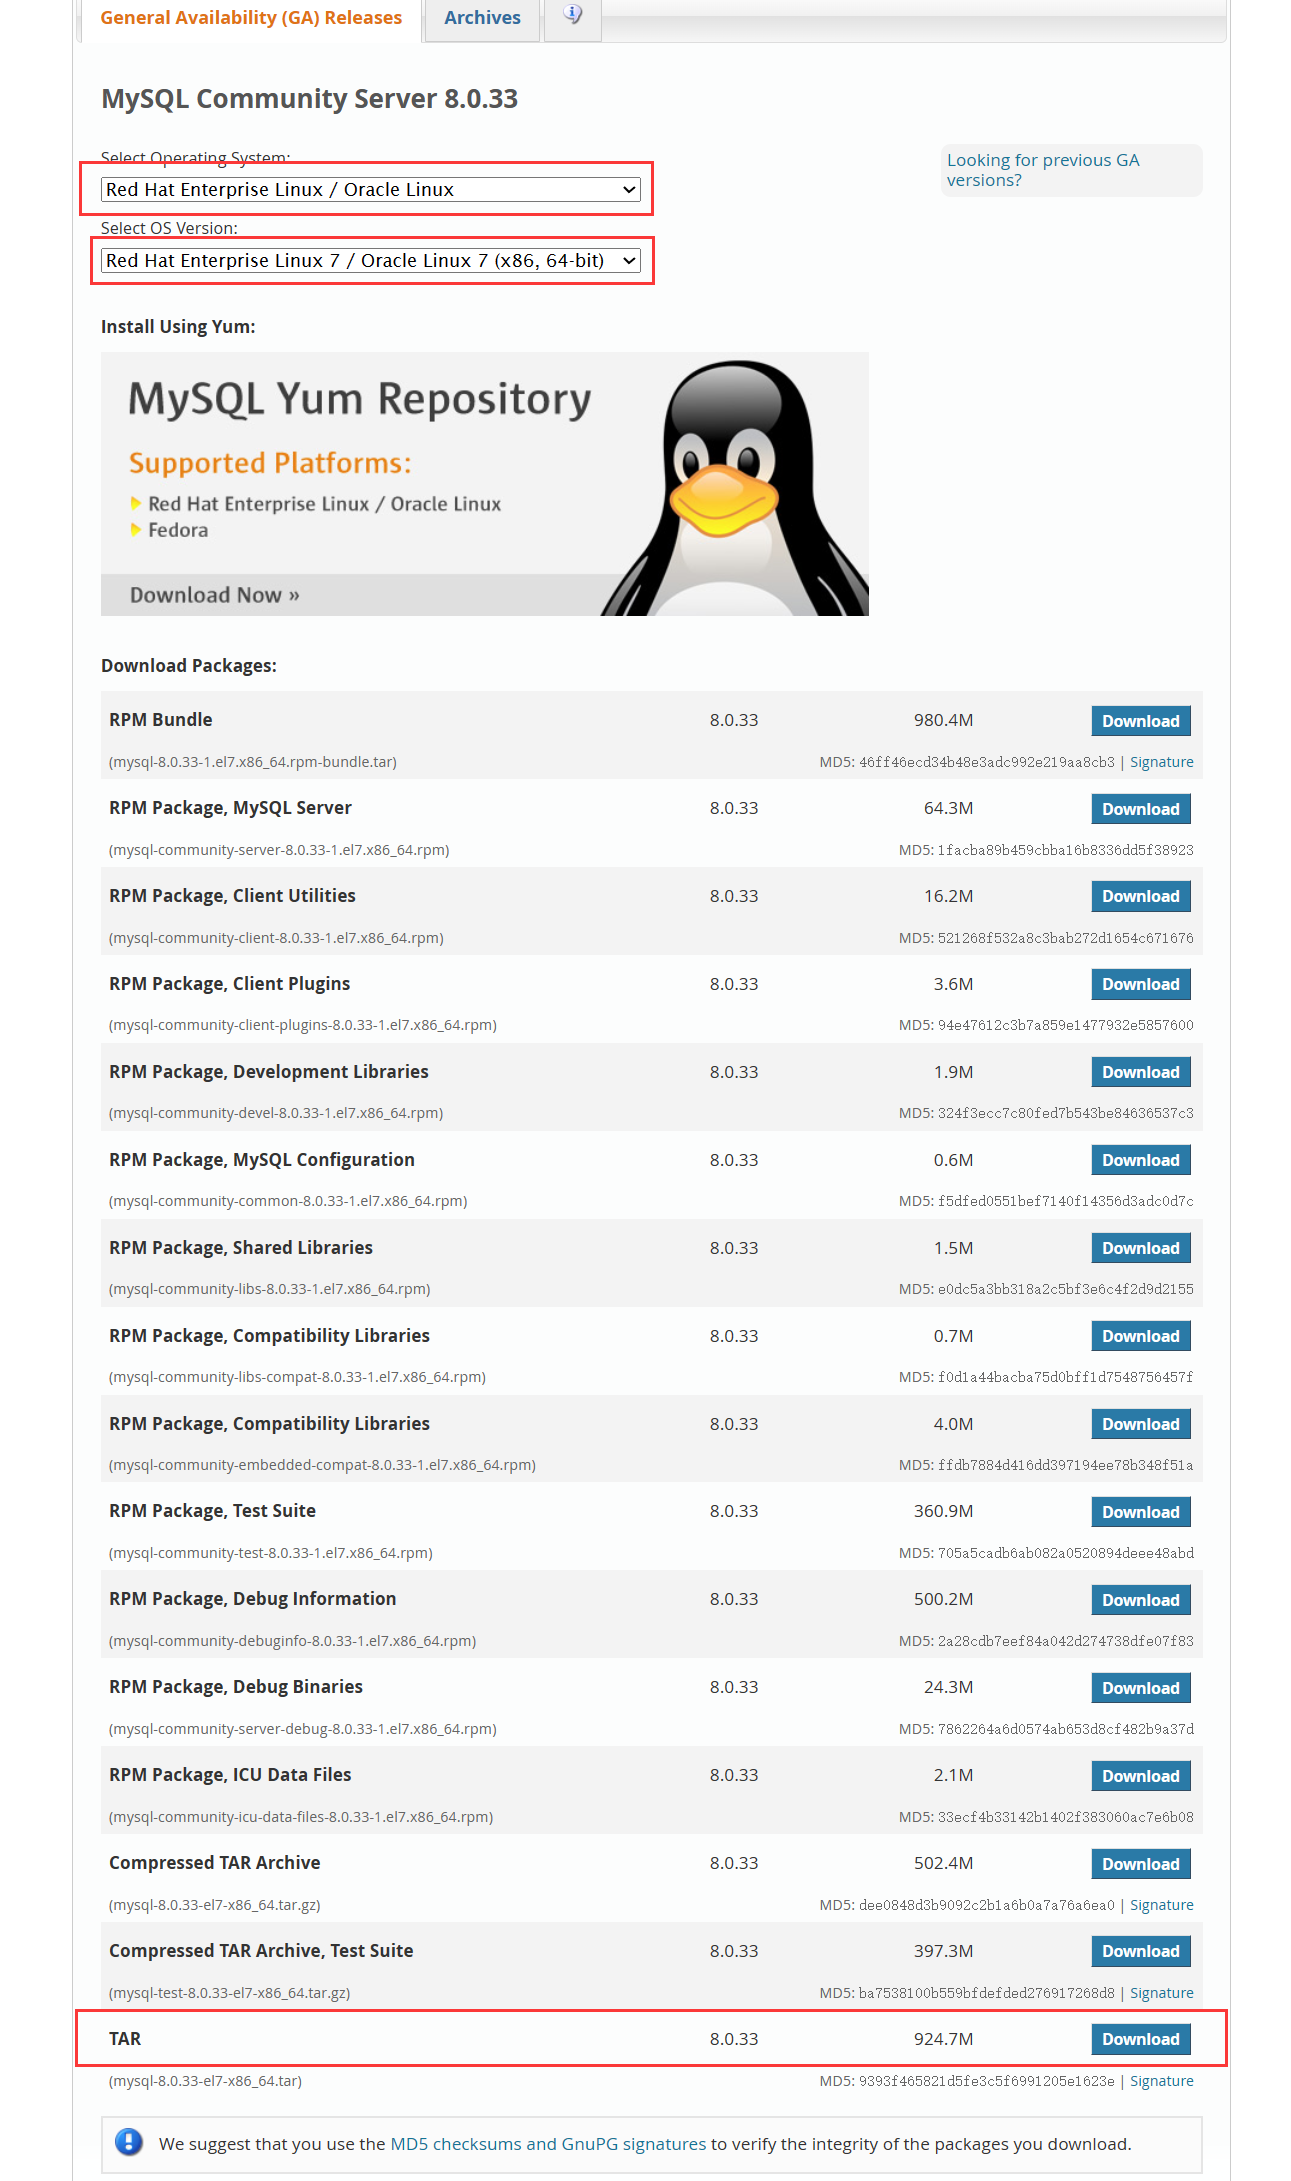 General Availability (GA) Releases
Archives
MySQL Community Server 8.0.33
Select Operating System:
Looking for previous GA
versions?
Red Hat Enterprise Linux / Oracle Linux
Select OS Version:
Red Hat Enterprise Linux 7 / Oracle Linux 7 (x86, 64-bit)
Install Using Yum:
MySQL Yum Repository
Supported Platforms:
Red Hat Enterprise Linux / Oracle Linux
Fedora
Download Now »
Download Packages:
RPM Bundle 8.0.33 980.4M Download
(mysql-8.0.33-1.el7.x86_64.rpm-bundle.tar) MD5: 46ff46ecd34b48e3adc992e219aa8cb3 | Signature
RPM Package, MySQL Server 8.0.33 64.3M Download
(mysql-community-server-8.0.33-1.el7.x86_64.rpm) MD5: 1facba89b459cbba16b8336dd5f38923
RPM Package, Client Utilities 8.0.33 16.2M Download
(mysql-community-client-8.0.33-1.el7.x86_64.rpm) MD5: 521268f532a8c3bab272d1654c671676
RPM Package, Client Plugins 8.0.33 3.6M Download
(mysql-community-client-plugins-8.0.33-1.el7.x86_64.rpm) MD5: 94e47612c3b7a859e1477932e5857600
RPM Package, Development Libraries 8.0.33 1.9M Download
(mysql-community-devel-8.0.33-1.el7.x86_64.rpm) MD5: 324f3ecc7c80fed7b543be84636537c3
RPM Package, MySQL Configuration 8.0.33 0.6M Download
(mysql-community-common-8.0.33-1.el7.x86_64.rpm) MD5: f5dfed0551bef7140f14356d3adc0d7c
RPM Package, Shared Libraries 8.0.33 1.5M Download
(mysql-community-libs-8.0.33-1.el7.x86_64.rpm) MD5: e0dc5a3bb318a2c5bf3e6c4f2d9d2155
RPM Package, Compatibility Libraries 8.0.33 0.7M Download
(mysql-community-libs-compat-8.0.33-1.el7.x86_64.rpm) MD5: f0d1a44bacba75d0bff1d7548756457f
RPM Package, Compatibility Libraries 8.0.33 4.0M Download
(mysql-community-embedded-compat-8.0.33-1.el7.x86_64.rpm) MD5: ffdb7884d416dd397194ee78b348f51a
RPM Package, Test Suite 8.0.33 360.9M Download
(mysql-community-test-8.0.33-1.el7.x86_64.rpm) MD5: 705a5cadb6ab082a0520894deee48abd
RPM Package, Debug Information 8.0.33 500.2M Download
(mysql-community-debuginfo-8.0.33-1.el7.x86_64.rpm) MD5: 2a28cdb7eef84a042d274738dfe07f83
RPM Package, Debug Binaries 8.0.33 24.3M Download
(mysql-community-server-debug-8.0.33-1.el7.x86_64.rpm) MD5: 7862264a6d0574ab653d8cf482b9a37d
RPM Package, ICU Data Files 8.0.33 2.1M Download
(mysql-community-icu-data-files-8.0.33-1.el7.x86_64.rpm) MD5: 33ecf4b33142b1402f383060ac7e6b08
Compressed TAR Archive 8.0.33 502.4M Download
(mysql-8.0.33-el7-x86_64.tar.gz) MD5: dee0848d3b9092c2b1a6b0a7a76a6ea0 | Signature
Compressed TAR Archive, Test Suite 8.0.33 397.3M Download
(mysql-test-8.0.33-el7-x86_64.tar.gz) MD5: ba7538100b559bfdefded276917268d8 | Signature
TAR 8.0.33 924.7M Download
(mysql-8.0.33-el7-x86_64.tar) MD5: 9393f465821d5fe3c5f6991205e1623e | Signature
We suggest that you use the MD5 checksums and GnuPG signatures to verify the integrity of the packages you download.